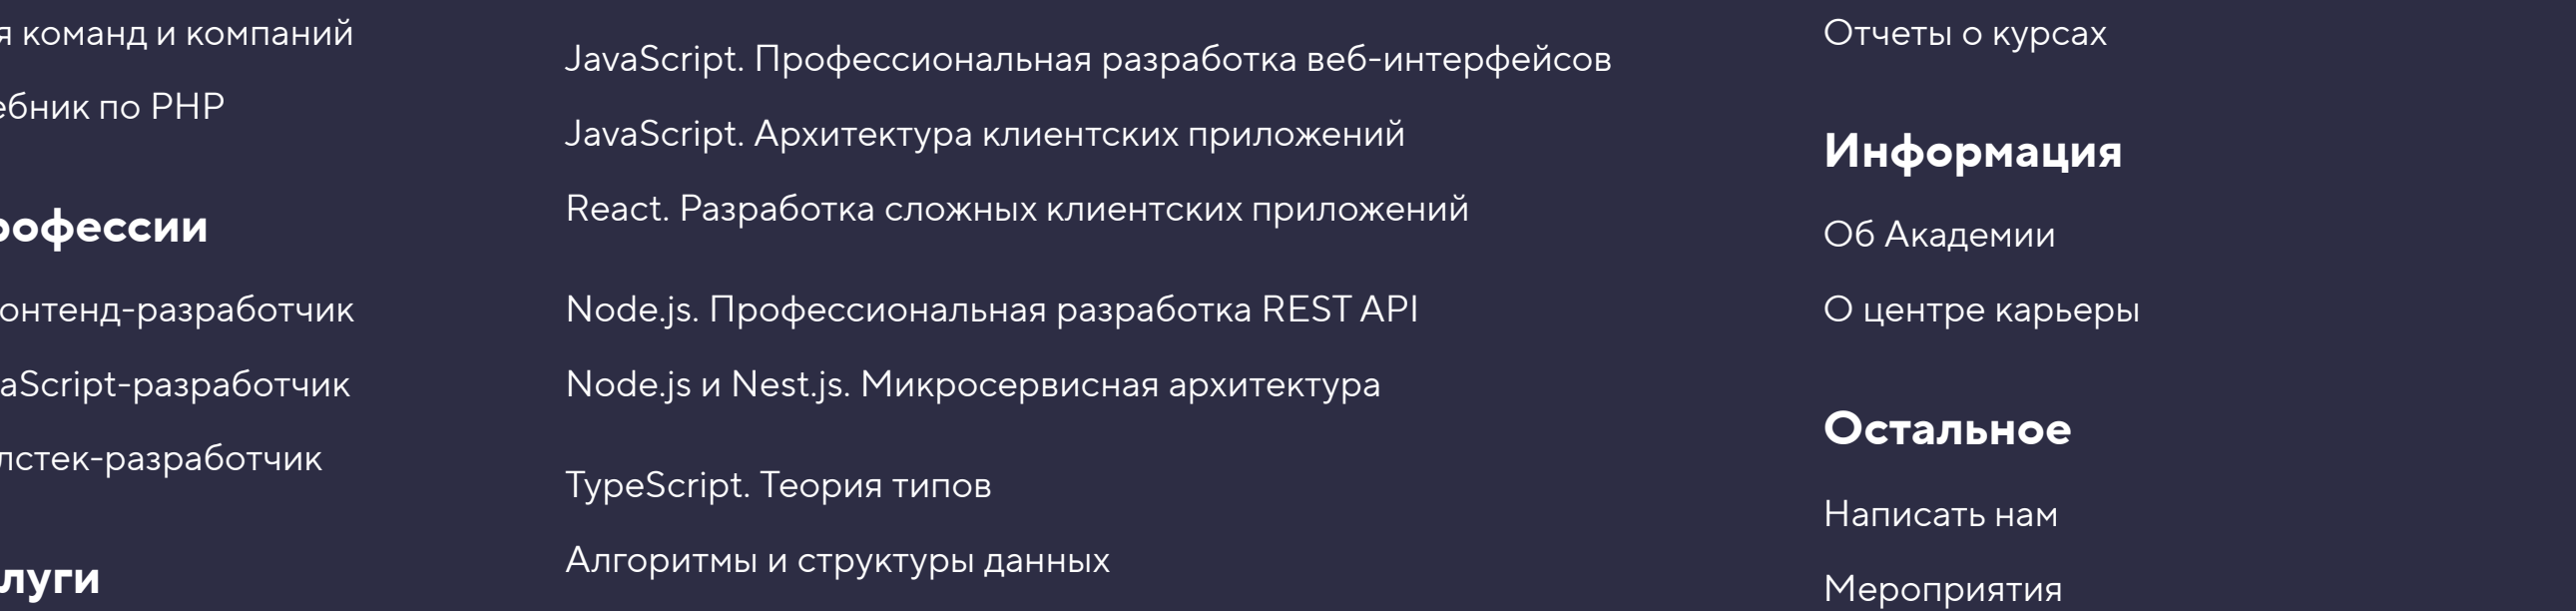 я команд и компаний
ебник по PHP
рофессии
онтенд-разработчик
aScript-разработчик
лстек-разработчик
луги
JavaScript. Профессиональная разработка веб-интерфейсов
JavaScript. Архитектура клиентских приложений
React. Разработка сложных клиентских приложений
Node.js. Профессиональная разработка REST API
Node.js и Nest.js. Микросервисная архитектура
TypeScript. Теория типов
Алгоритмы и структуры данных
Отчеты о курсах
Информация
Об Академии
О центре карьеры
Остальное
Написать нам
Мероприятия